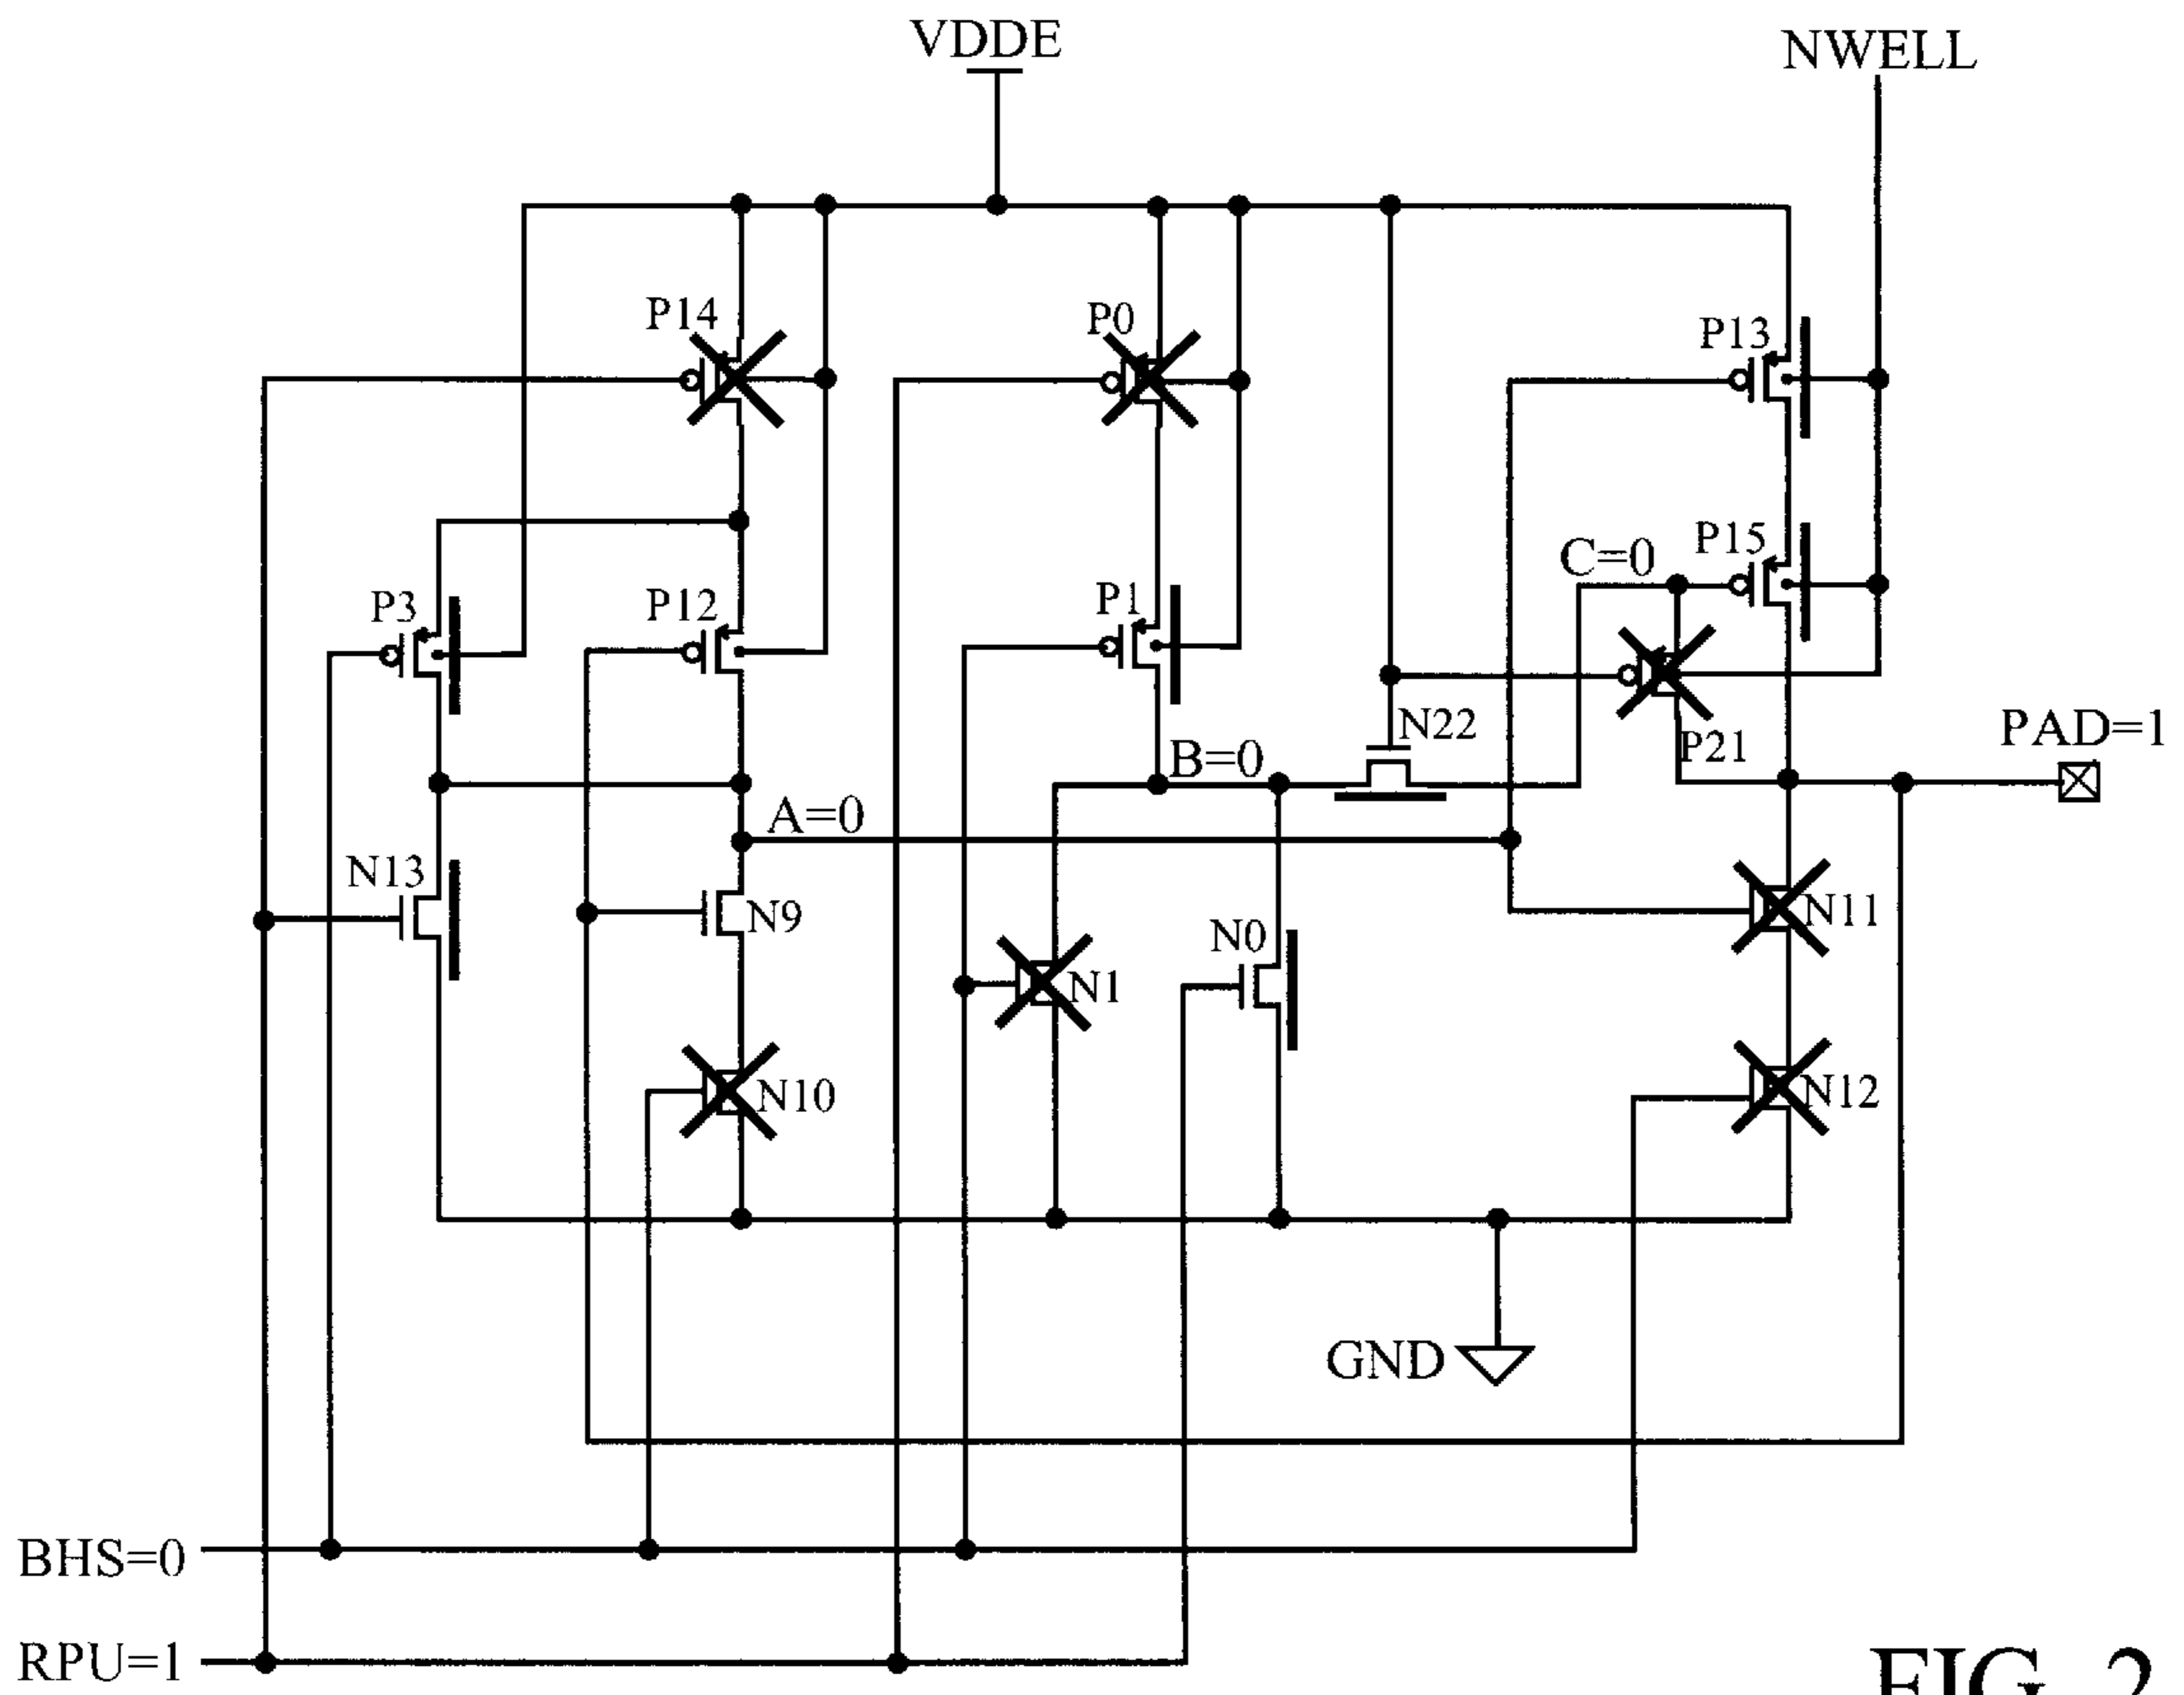 VDDE
NWELL
P14
P0
P13
P15
C=0
P3
P12
P1
N22
P21
PAD=1
B=0
A=0
N13
N9
N0
N11
N1
N10
N12
GND
BHS=0
RPU=1
FIG. 2